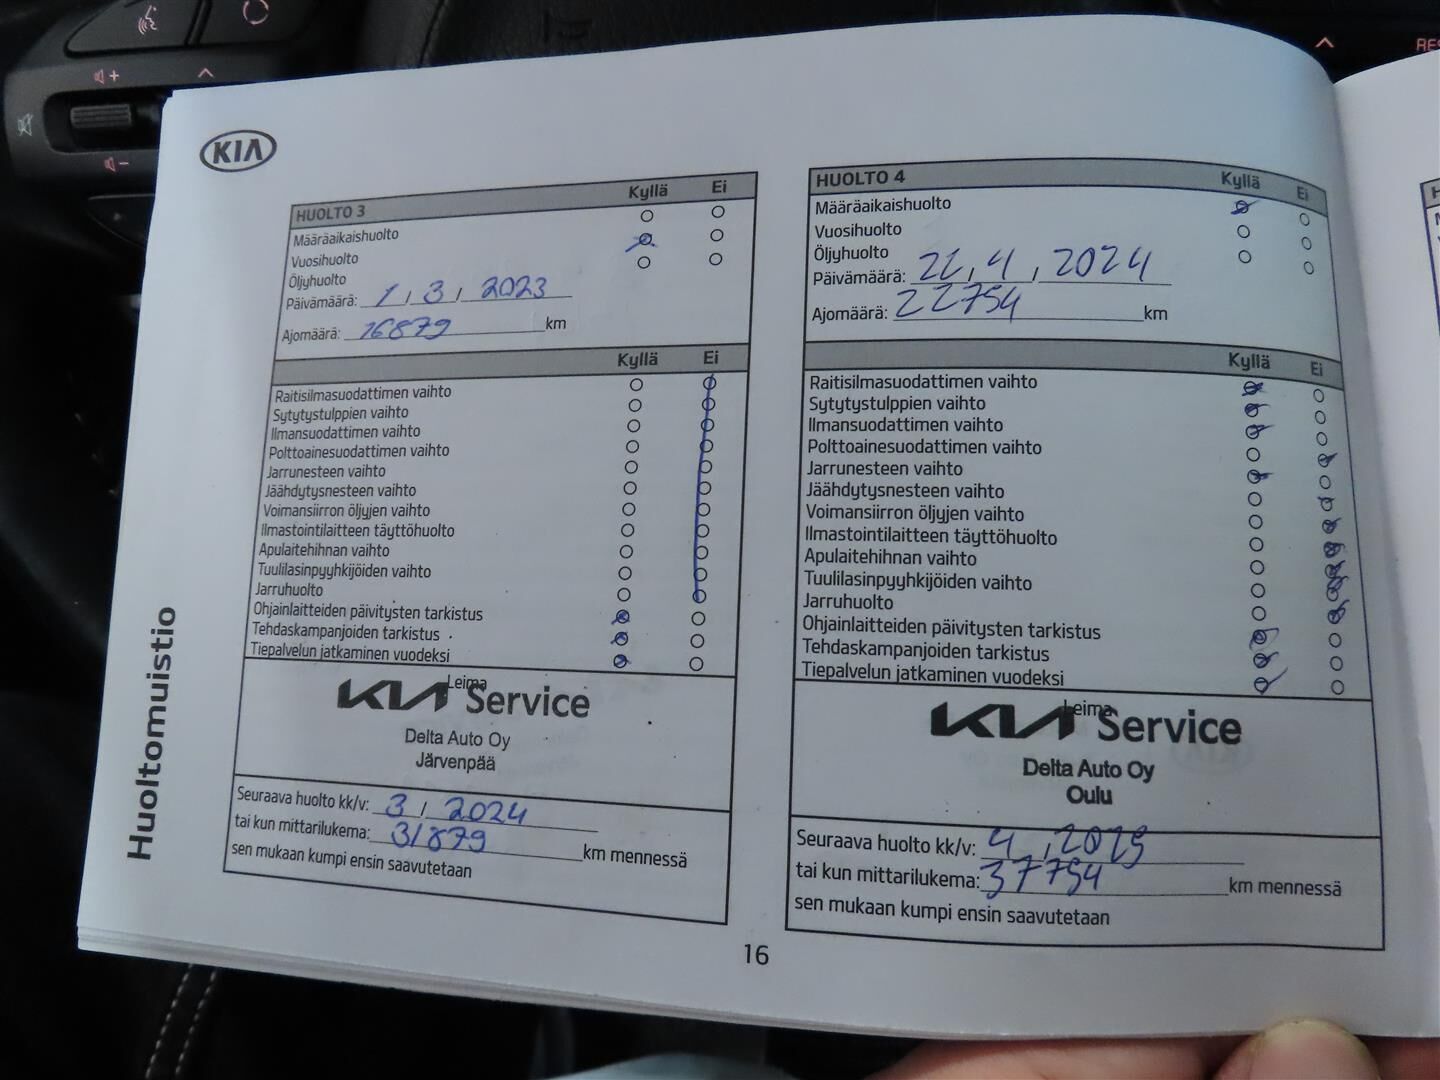 KIA
HUOLTO 3 Kyllä Ei
Määräaikaishuolto
Vuosihuolto
Öljyhuolto
Päivämäärä: 1 / 3 / 2023
Ajomäärä: 16879 km
Kyllä Ei
Raitisilmasuodattimen vaihto
Sytytystulppien vaihto
Ilmansuodattimen vaihto
Polttoainesuodattimen vaihto
Jarrunesteen vaihto
Jäähdytysnesteen vaihto
Voimansiirron öljyjen vaihto
Ilmastointilaitteen täyttöhuolto
Apulaitehihnan vaihto
Tuulilasinpyyhkijöiden vaihto
Jarruhuolto
Ohjainlaitteiden päivitysten tarkistus
Tehdaskampanjoiden tarkistus
Tiepalvelun jatkaminen vuodeksi
Leima
KIA Service
Delta Auto Oy
Järvenpää
Seuraava huolto kk/v: 3 / 2024
tai kun mittarilukema: 31879 km mennessä
sen mukaan kumpi ensin saavutetaan
HUOLTO 4 Kyllä Ei
Määräaikaishuolto
Vuosihuolto
Öljyhuolto
Päivämäärä: 22, 4, 2024
Ajomäärä: 22754 km
Kyllä Ei
Raitisilmasuodattimen vaihto
Sytytystulppien vaihto
Ilmansuodattimen vaihto
Polttoainesuodattimen vaihto
Jarrunesteen vaihto
Jäähdytysnesteen vaihto
Voimansiirron öljyjen vaihto
Ilmastointilaitteen täyttöhuolto
Apulaitehihnan vaihto
Tuulilasinpyyhkijöiden vaihto
Jarruhuolto
Ohjainlaitteiden päivitysten tarkistus
Tehdaskampanjoiden tarkistus
Tiepalvelun jatkaminen vuodeksi
Leima
KIA Service
Delta Auto Oy
Oulu
Seuraava huolto kk/v: 4, 2025
tai kun mittarilukema: 37754 km mennessä
sen mukaan kumpi ensin saavutetaan
Huoltomuistio
16